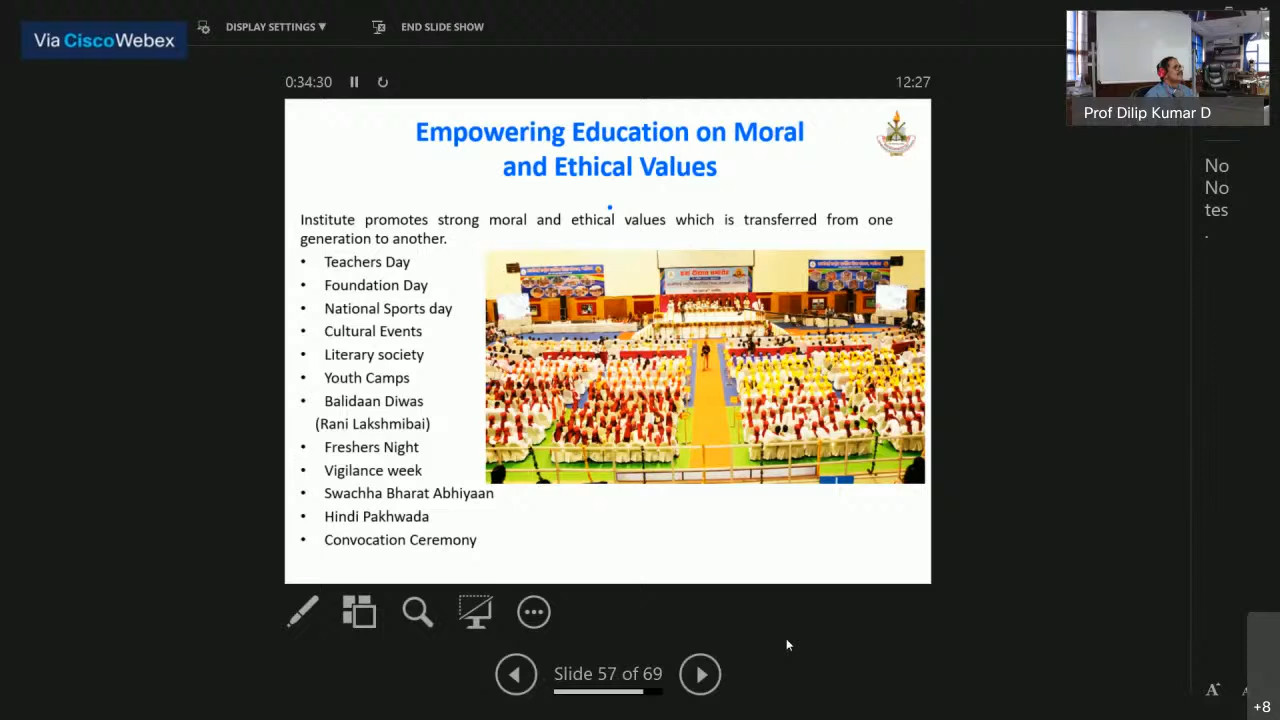 Via CiscoWebex
DISPLAY SETTINGS ▼
END SLIDE SHOW
Prof Dilip Kumar D
0:34:30
12:27
Empowering Education on Moral
and Ethical Values
Institute promotes strong moral and ethical values which is transferred from one
generation to another.
• Teachers Day
• Foundation Day
• National Sports day
• Cultural Events
• Literary society
• Youth Camps
• Balidaan Diwas
(Rani Lakshmibai)
• Freshers Night
• Vigilance week
• Swachha Bharat Abhiyaan
• Hindi Pakhwada
• Convocation Ceremony
No
No
tes
.
Slide 57 of 69
A
A
+8